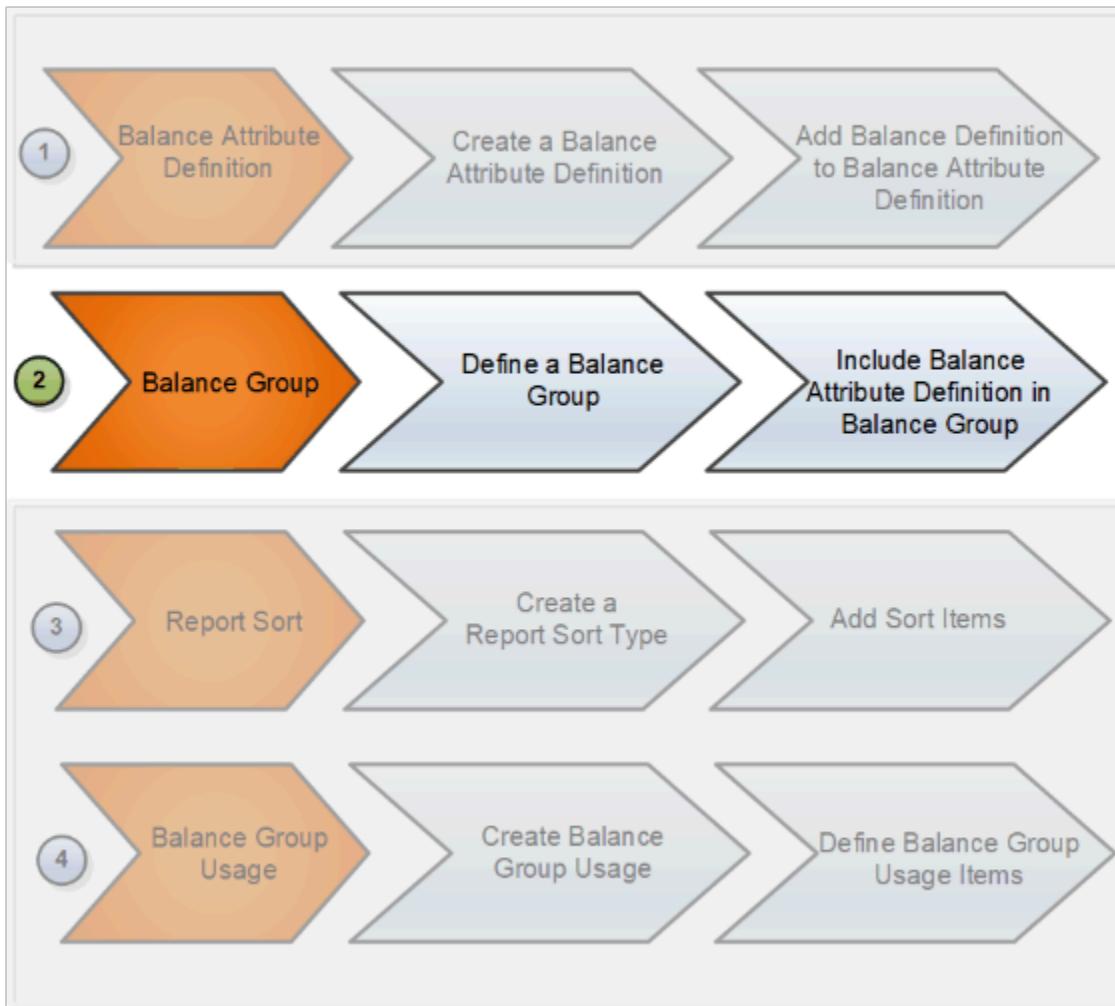 1
Balance Attribute
Definition
Create a Balance
Attribute Definition
Add Balance Definition
to Balance Attribute
Definition
2
Balance Group
Define a Balance
Group
Include Balance
Attribute Definition in
Balance Group
3
Report Sort
Create a
Report Sort Type
Add Sort Items
4
Balance Group
Usage
Create Balance
Group Usage
Define Balance Group
Usage Items